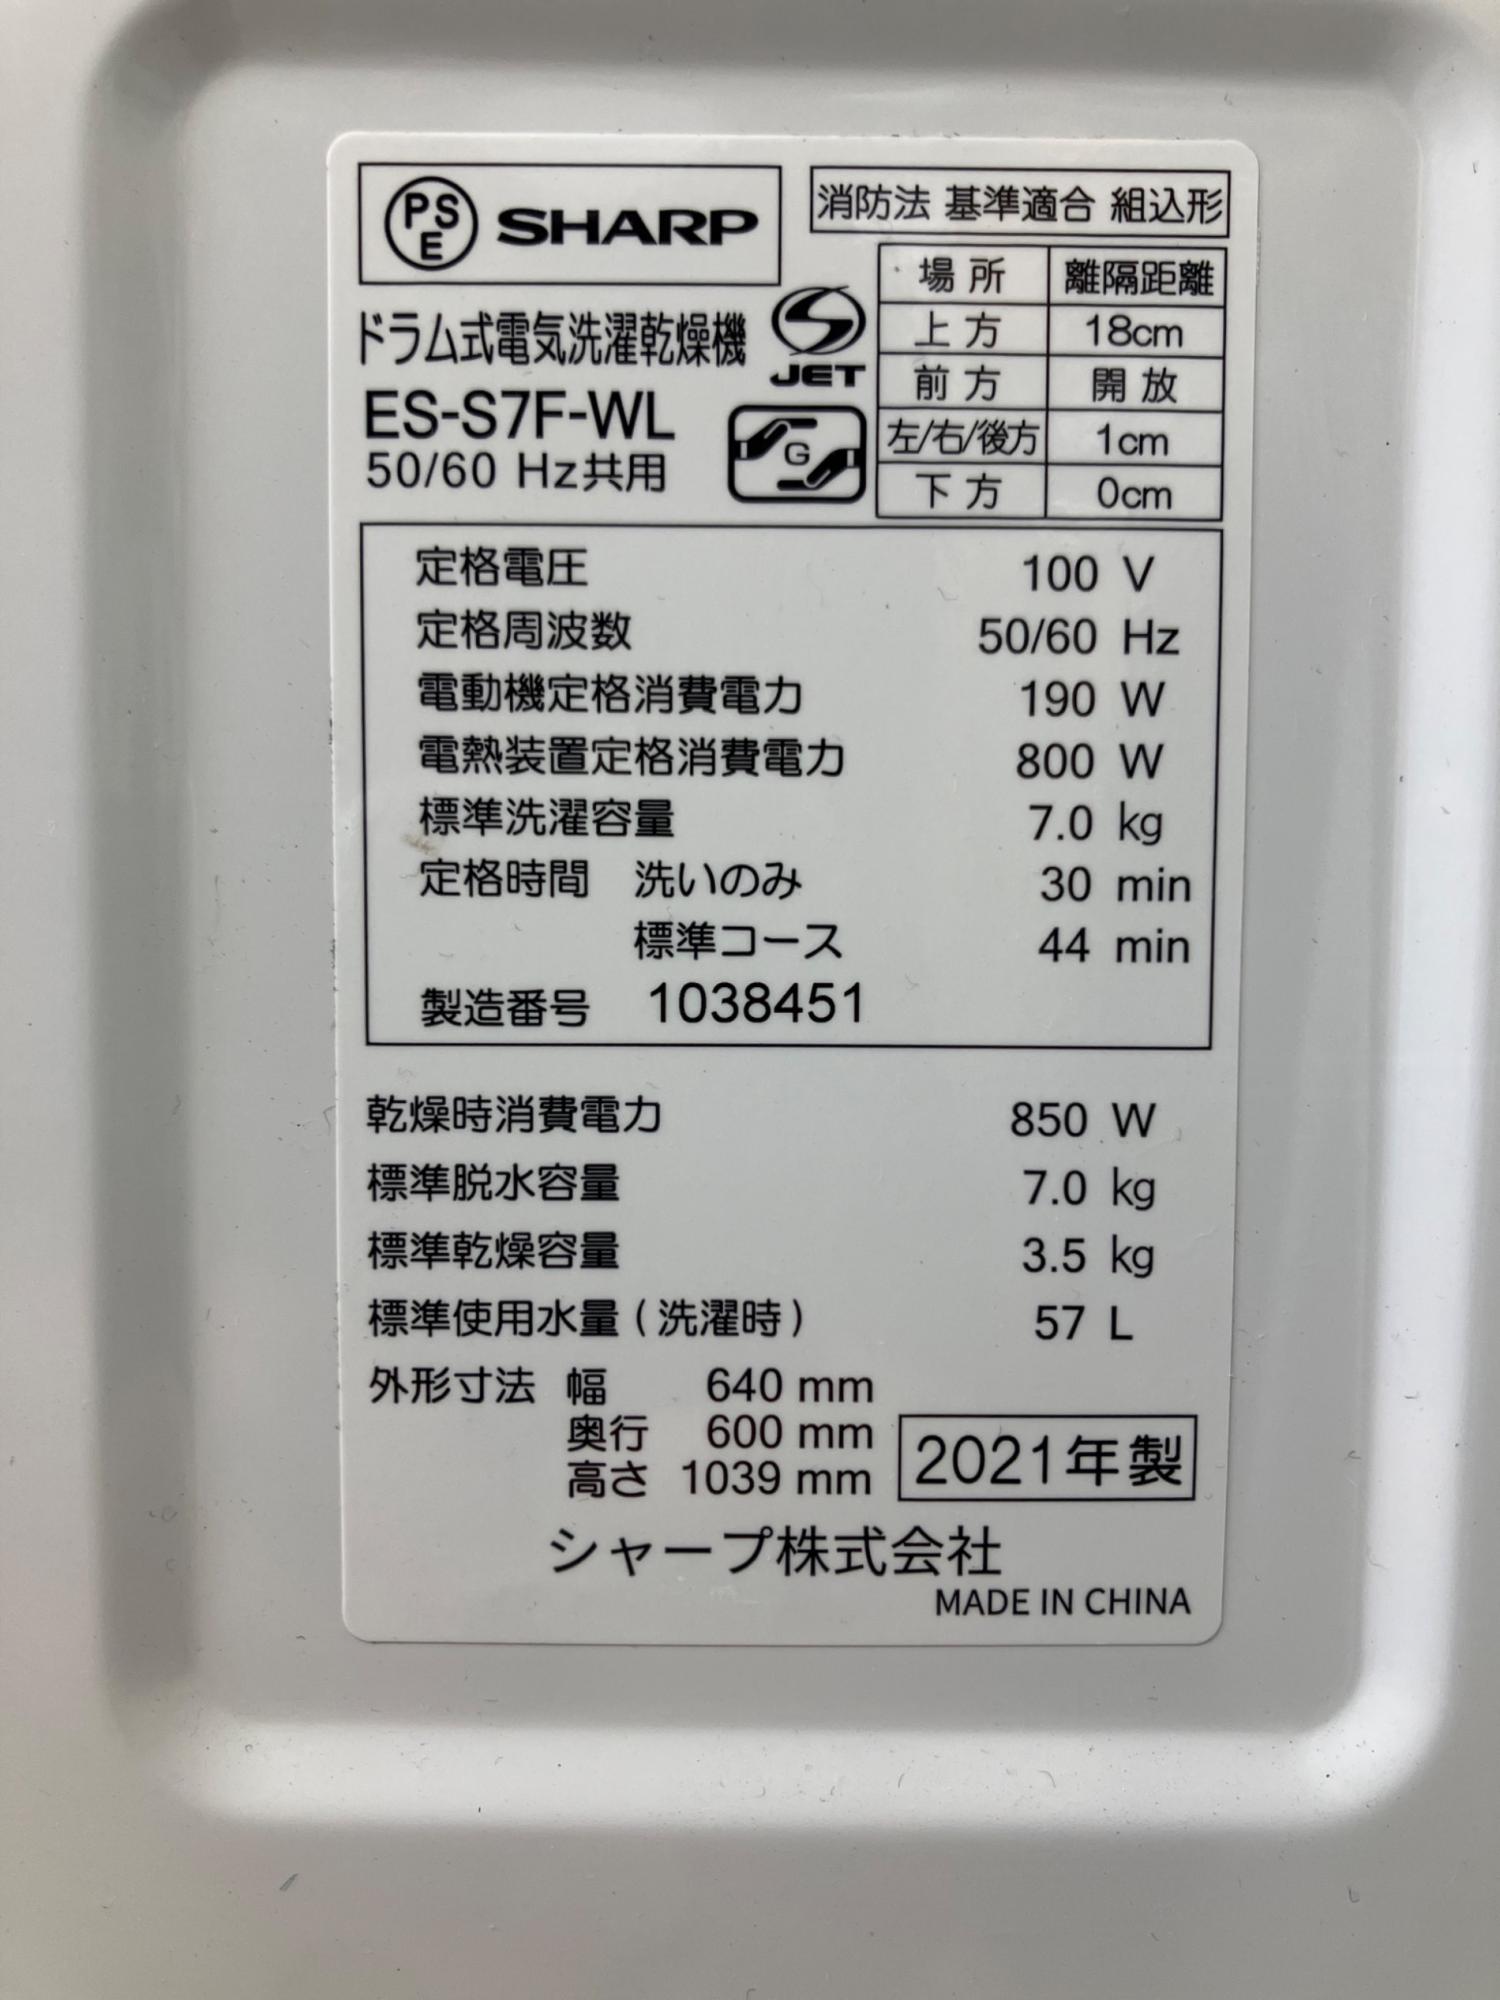 PSE SHARP
消防法 基準適合 組込形
ドラム式電気洗濯乾燥機
ES-S7F-WL
50/60 Hz共用
JET
G
場所 離隔距離
上方 18cm
前方 開放
左/右/後方 1cm
下方 0cm
定格電圧 100 V
定格周波数 50/60 Hz
電動機定格消費電力 190 W
電熱装置定格消費電力 800 W
標準洗濯容量 7.0 kg
定格時間 洗いのみ 30 min
標準コース 44 min
製造番号 1038451
乾燥時消費電力 850 W
標準脱水容量 7.0 kg
標準乾燥容量 3.5 kg
標準使用水量(洗濯時) 57 L
外形寸法 幅 640 mm
奥行 600 mm
高さ 1039 mm
2021年製
シャープ株式会社
MADE IN CHINA